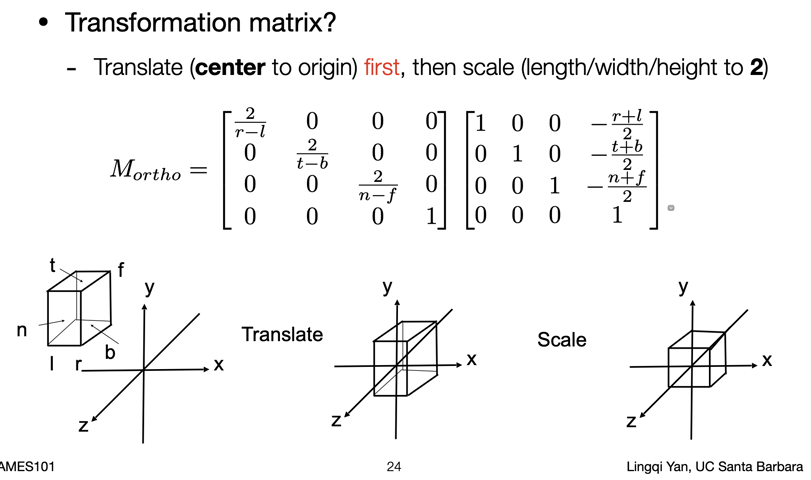 • Transformation matrix?
- Translate (center to origin) first, then scale (length/width/height to 2)
M_{ortho} = \begin{bmatrix} \frac{2}{r-l} & 0 & 0 & 0 \\ 0 & \frac{2}{t-b} & 0 & 0 \\ 0 & 0 & \frac{2}{n-f} & 0 \\ 0 & 0 & 0 & 1 \end{bmatrix} \begin{bmatrix} 1 & 0 & 0 & -\frac{r+l}{2} \\ 0 & 1 & 0 & -\frac{t+b}{2} \\ 0 & 0 & 1 & -\frac{n+f}{2} \\ 0 & 0 & 0 & 1 \end{bmatrix}
t f
y
n
l r b
x
z
Translate
y
x
z
Scale
y
x
z
AMES101
24
Lingqi Yan, UC Santa Barbara